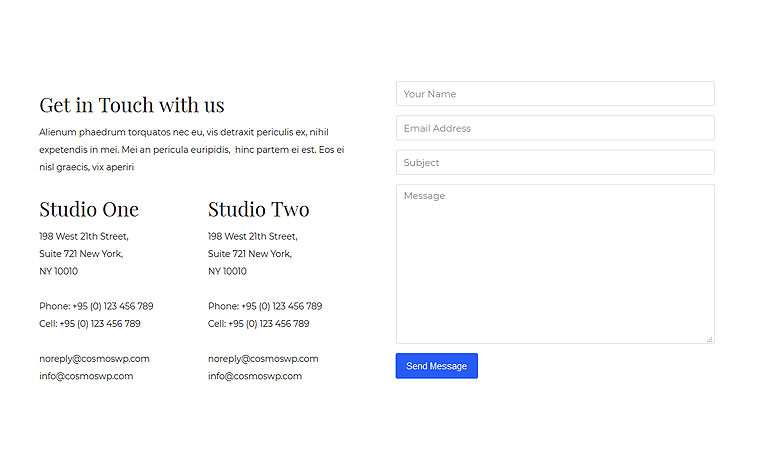 Get in Touch with us
Alienum phaedrum torquatos nec eu, vis detraxit periculis ex, nihil
expetendis in mei. Mei an pericula euripidis,  hinc partem ei est. Eos ei
nisl graecis, vix aperiri
Studio One
198 West 21th Street,
Suite 721 New York,
NY 10010
Phone: +95 (0) 123 456 789
Cell: +95 (0) 123 456 789
noreply@cosmoswp.com
info@cosmoswp.com
Studio Two
198 West 21th Street,
Suite 721 New York,
NY 10010
Phone: +95 (0) 123 456 789
Cell: +95 (0) 123 456 789
noreply@cosmoswp.com
info@cosmoswp.com
Your Name
Email Address
Subject
Message
Send Message